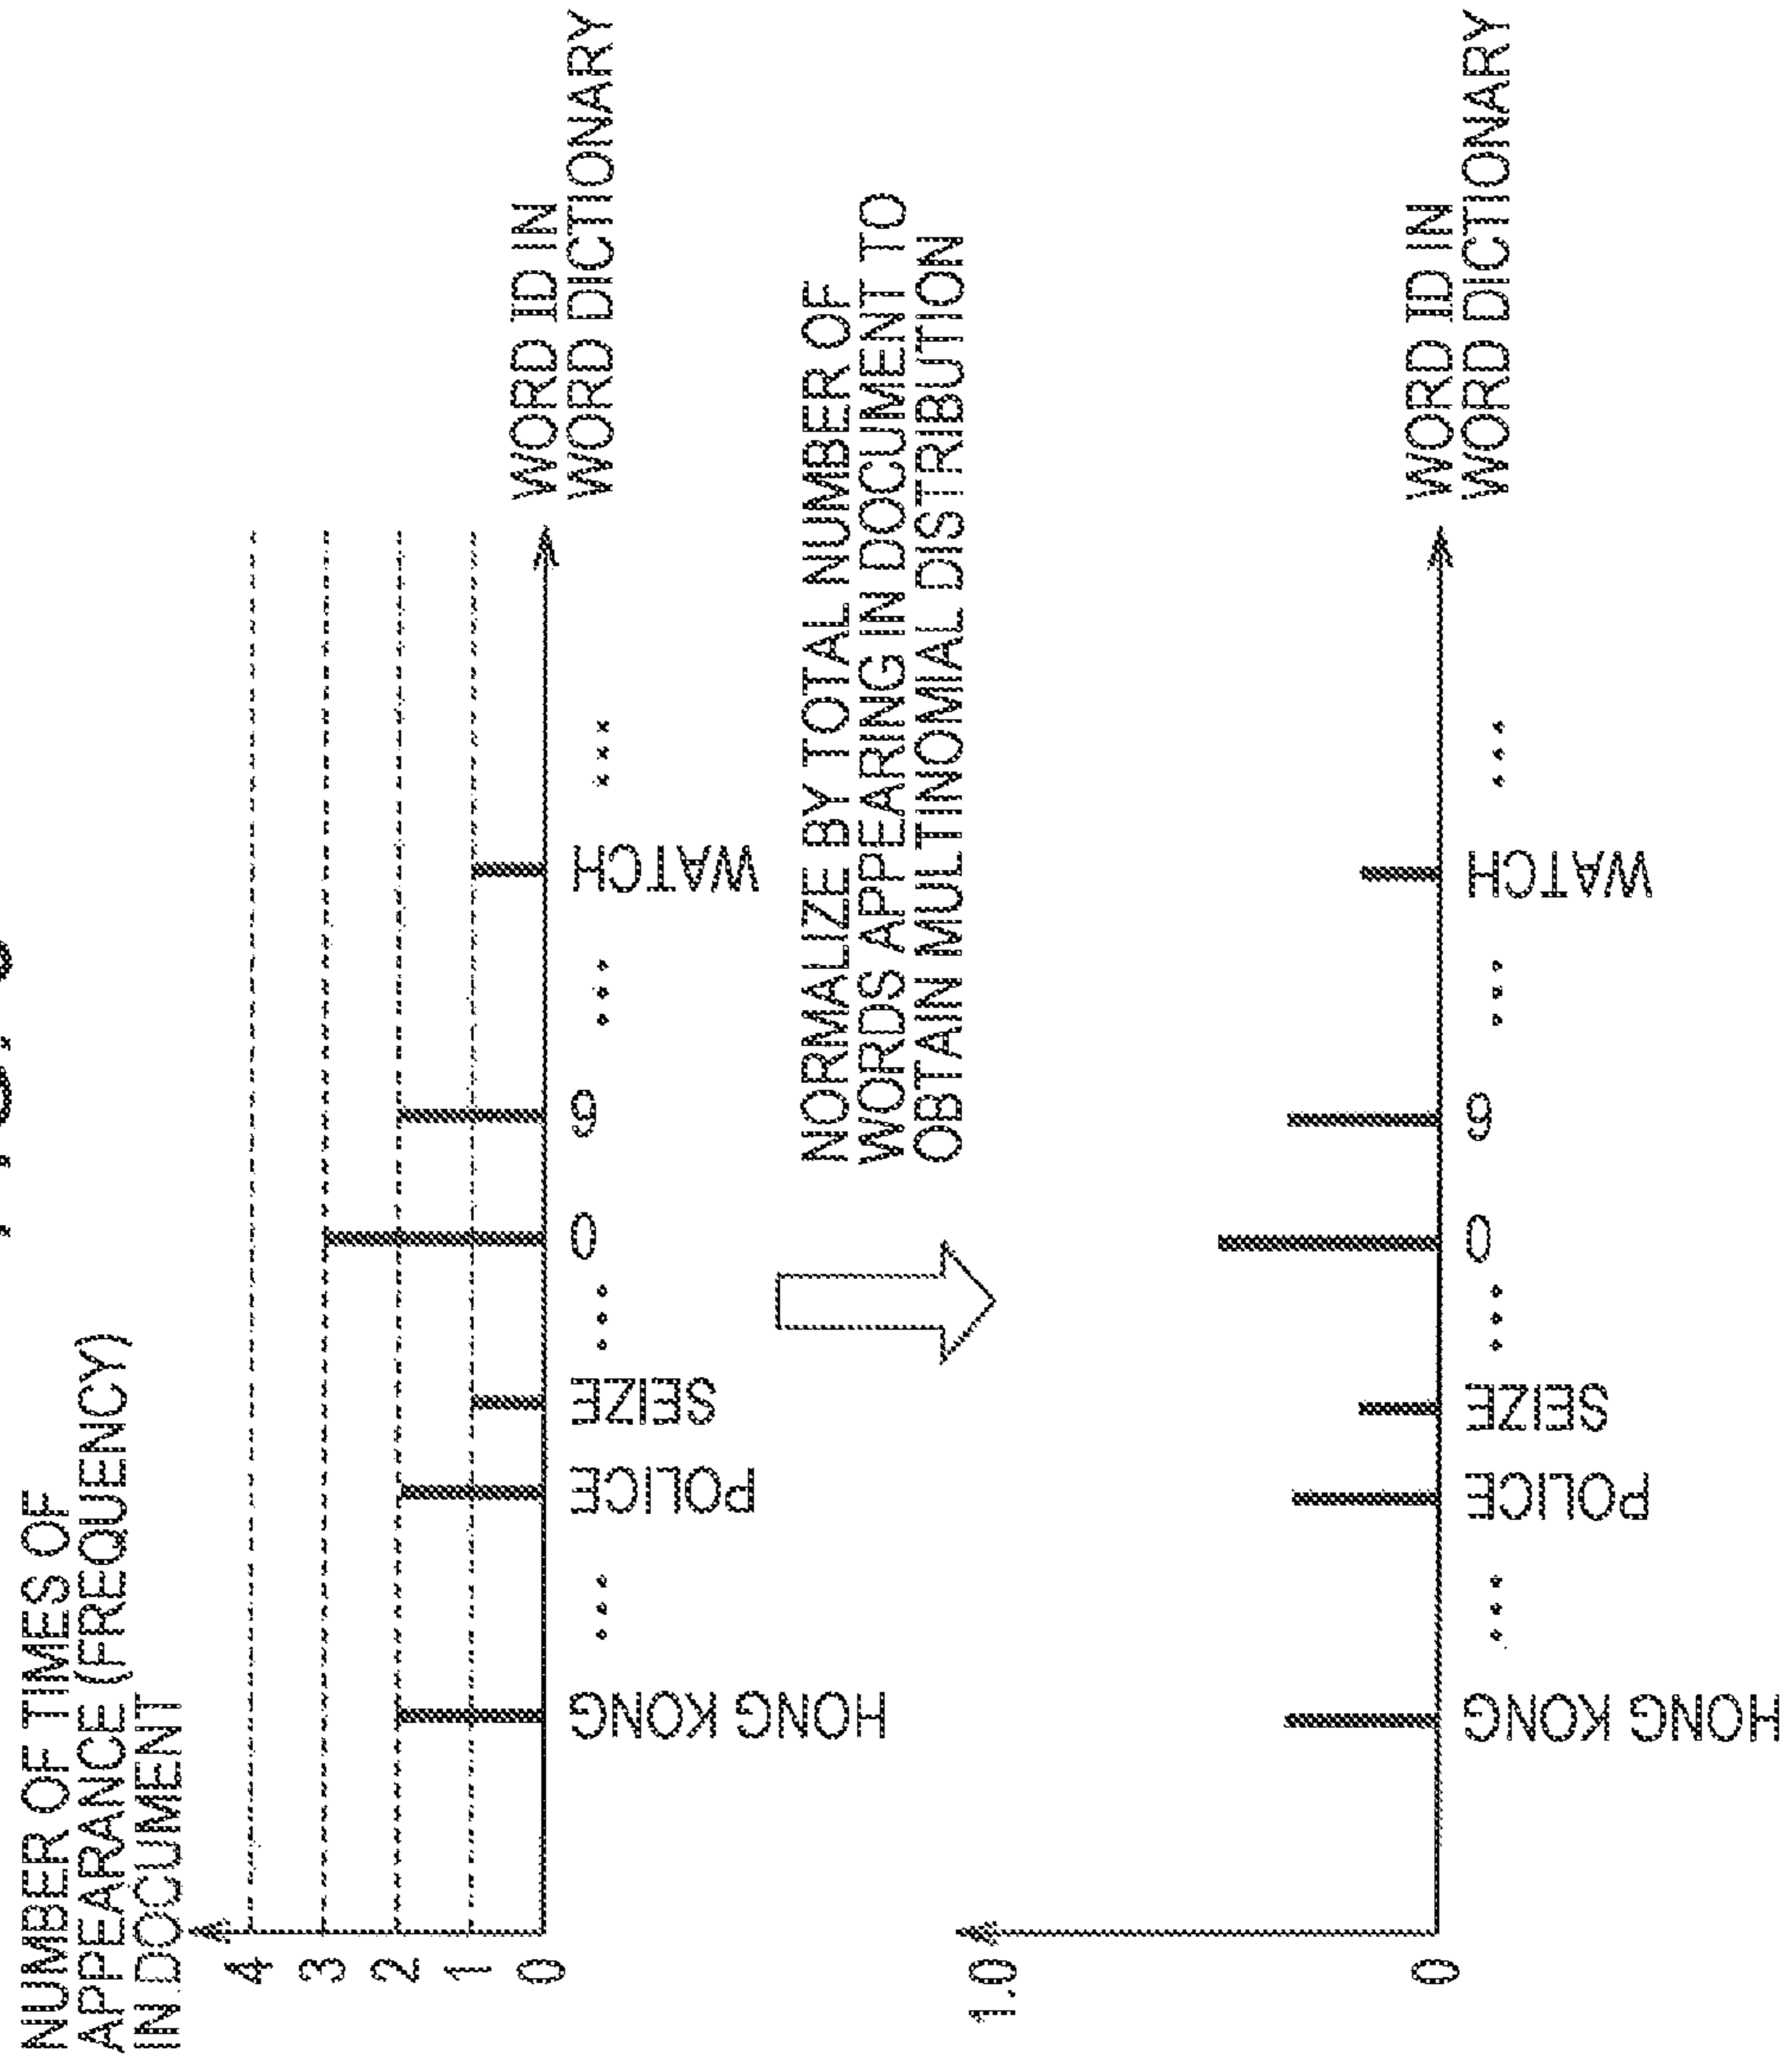 NUMBER OF TIMES OF
APPEARANCE (FREQUENCY)
IN DOCUMENT
4
3
2
1
0
HONG KONG
...
POLICE
SEIZE
...
0
6
...
WATCH
...
WORD ID IN
WORD DICTIONARY
NORMALIZE BY TOTAL NUMBER OF
WORDS APPEARING IN DOCUMENT TO
OBTAIN MULTINOMIAL DISTRIBUTION
1.0
0
HONG KONG
...
POLICE
SEIZE
...
0
6
...
WATCH
...
WORD ID IN
WORD DICTIONARY